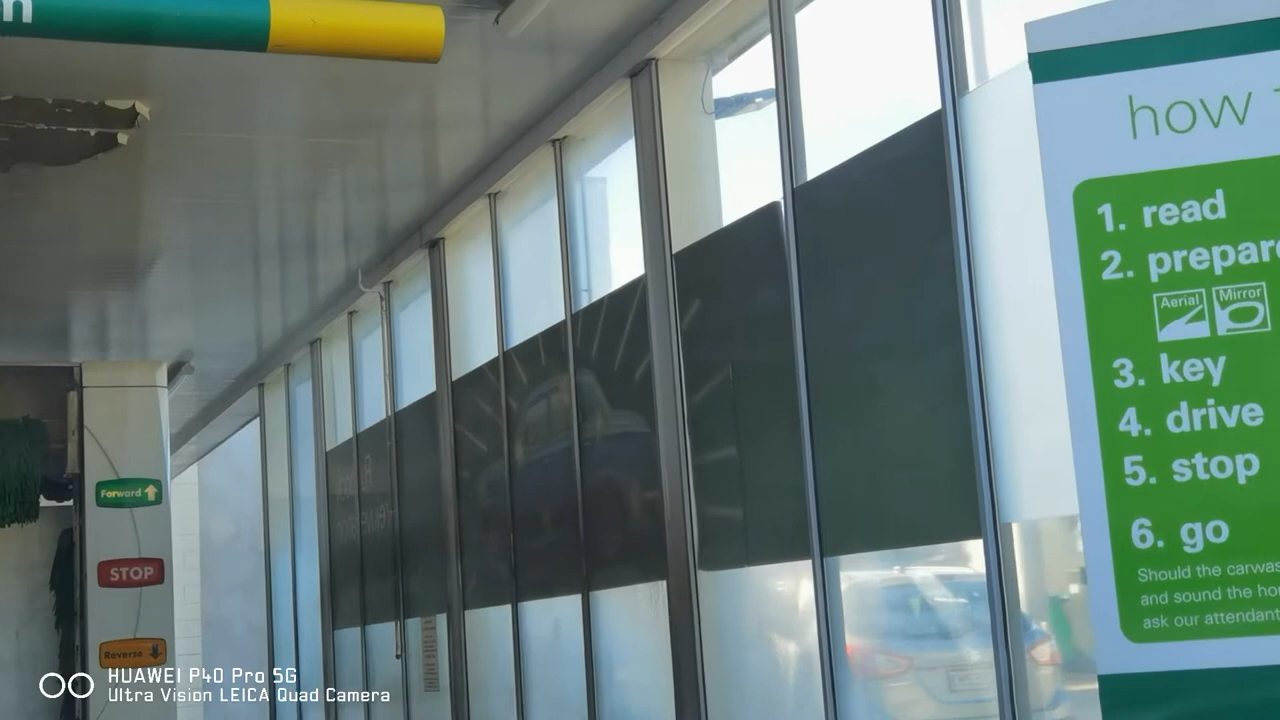 n
how
1. read
2. prepare
Aerial Mirror
3. key
4. drive
5. stop
6. go
Should the carwas
and sound the ho
ask our attendant
Forward
STOP
Reverse
HUAWEI P40 Pro 5G
Ultra Vision LEICA Quad Camera